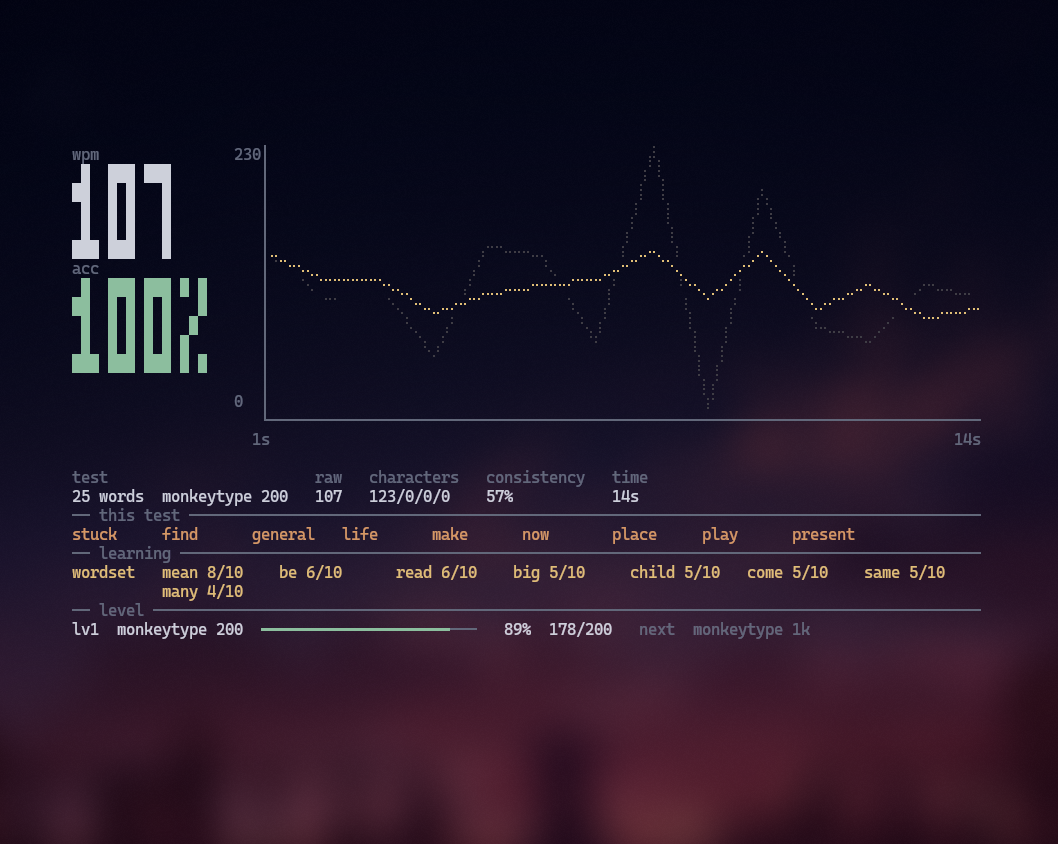 wpm
107
acc
100%
230
0
1s 14s
test raw characters consistency time
25 words monkeytype 200 107 123/0/0/0 57% 14s
this test
stuck find general life make now place play present
learning
wordset mean 8/10 be 6/10 read 6/10 big 5/10 child 5/10 come 5/10 same 5/10
many 4/10
level
lv1 monkeytype 200 89% 178/200 next monkeytype 1k